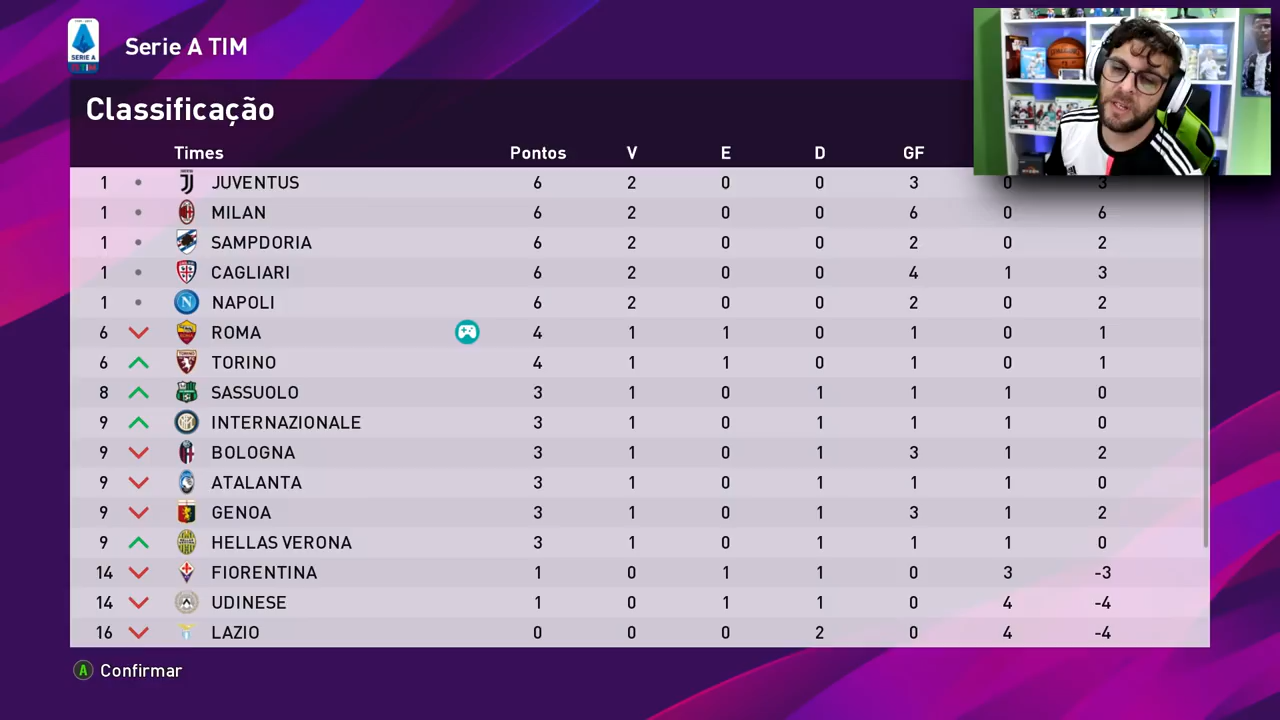 Serie A TIM
Classificação
Times Pontos V E D GF
1 JUVENTUS 6 2 0 0 3 0 3
1 MILAN 6 2 0 0 6 0 6
1 SAMPDORIA 6 2 0 0 2 0 2
1 CAGLIARI 6 2 0 0 4 1 3
1 NAPOLI 6 2 0 0 2 0 2
6 ROMA 4 1 1 0 1 0 1
6 TORINO 4 1 1 0 1 0 1
8 SASSUOLO 3 1 0 1 1 1 0
9 INTERNAZIONALE 3 1 0 1 1 1 0
9 BOLOGNA 3 1 0 1 3 1 2
9 ATALANTA 3 1 0 1 1 1 0
9 GENOA 3 1 0 1 3 1 2
9 HELLAS VERONA 3 1 0 1 1 1 0
14 FIORENTINA 1 0 1 1 0 3 -3
14 UDINESE 1 0 1 1 0 4 -4
16 LAZIO 0 0 0 2 0 4 -4
A Confirmar